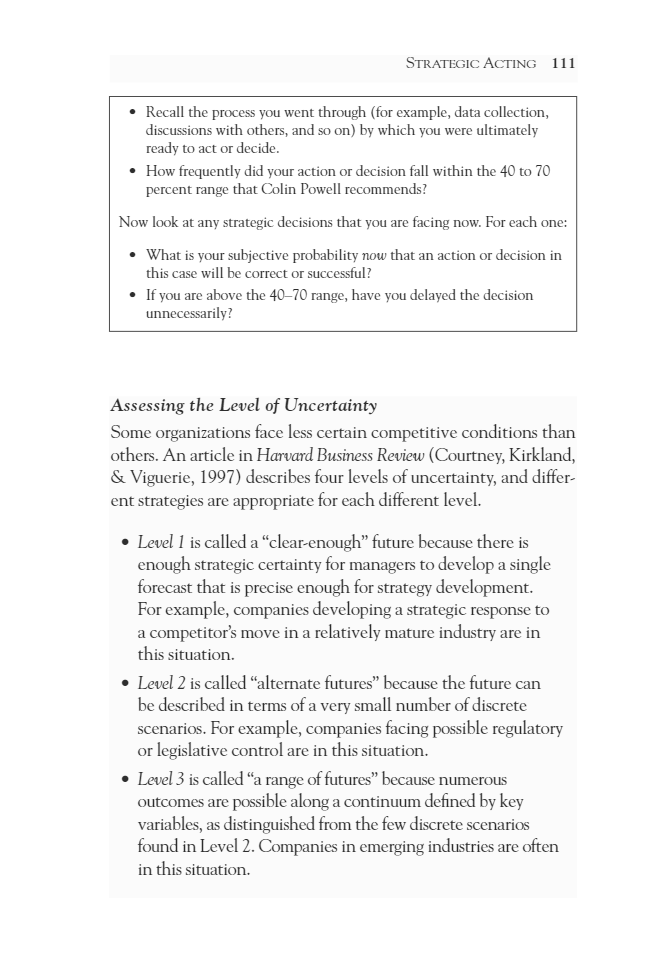 STRATEGIC ACTING 111
• Recall the process you went through (for example, data collection,
discussions with others, and so on) by which you were ultimately
ready to act or decide.
• How frequently did your action or decision fall within the 40 to 70
percent range that Colin Powell recommends?
Now look at any strategic decisions that you are facing now. For each one:
• What is your subjective probability now that an action or decision in
this case will be correct or successful?
• If you are above the 40–70 range, have you delayed the decision
unnecessarily?
Assessing the Level of Uncertainty
Some organizations face less certain competitive conditions than
others. An article in Harvard Business Review (Courtney, Kirkland,
& Viguerie, 1997) describes four levels of uncertainty, and differ-
ent strategies are appropriate for each different level.
• Level 1 is called a “clear-enough” future because there is
enough strategic certainty for managers to develop a single
forecast that is precise enough for strategy development.
For example, companies developing a strategic response to
a competitor’s move in a relatively mature industry are in
this situation.
• Level 2 is called “alternate futures” because the future can
be described in terms of a very small number of discrete
scenarios. For example, companies facing possible regulatory
or legislative control are in this situation.
• Level 3 is called “a range of futures” because numerous
outcomes are possible along a continuum defined by key
variables, as distinguished from the few discrete scenarios
found in Level 2. Companies in emerging industries are often
in this situation.